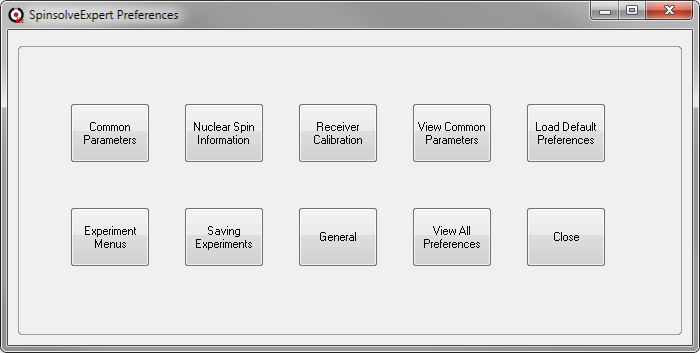 SpinsolveExpert Preferences
Common
Parameters
Nuclear Spin
Information
Receiver
Calibration
View Common
Parameters
Load Default
Preferences
Experiment
Menus
Saving
Experiments
General
View All
Preferences
Close